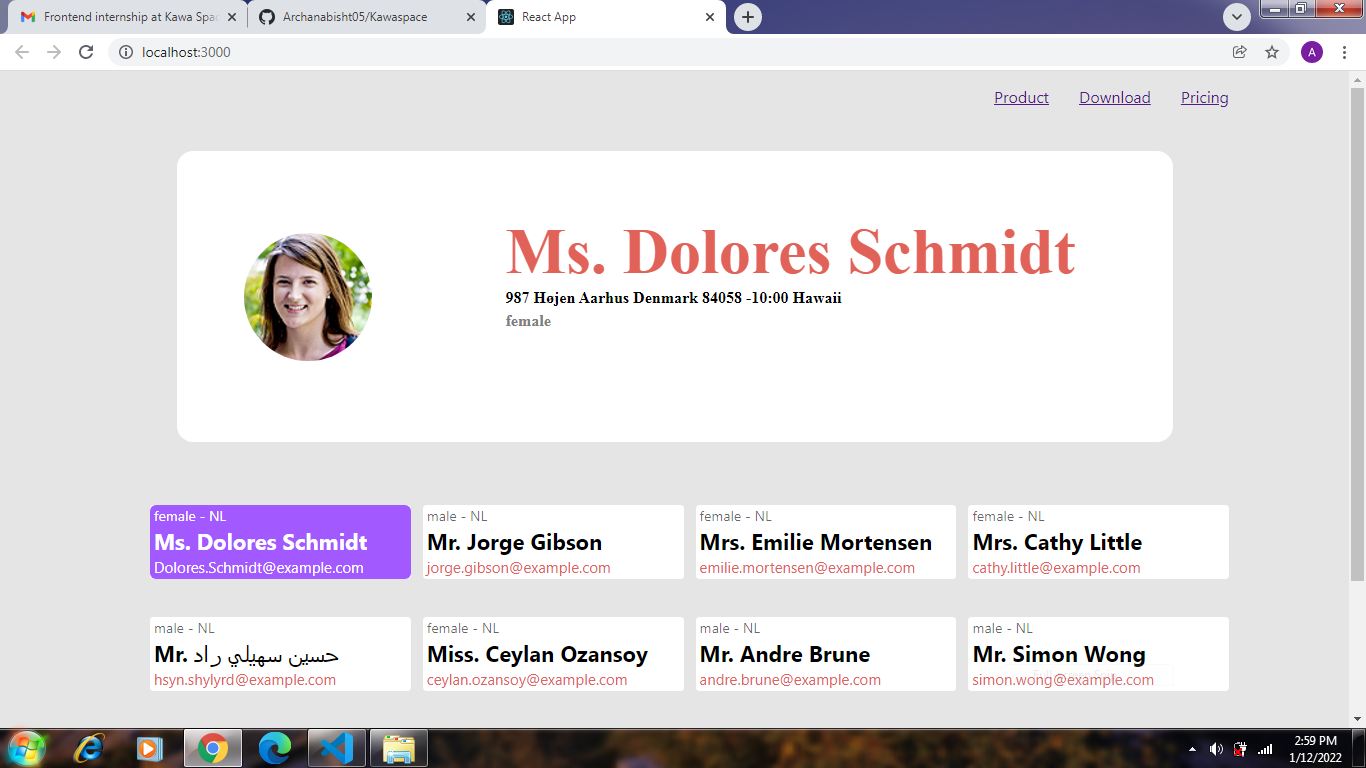 Frontend internship at Kawa Spac
Archanabisht05/Kawaspace
React App
localhost:3000
A
Product
Download
Pricing
Ms. Dolores Schmidt
987 Højen Aarhus Denmark 84058 -10:00 Hawaii
female
female - NL
Ms. Dolores Schmidt
Dolores.Schmidt@example.com
male - NL
Mr. Jorge Gibson
jorge.gibson@example.com
female - NL
Mrs. Emilie Mortensen
emilie.mortensen@example.com
female - NL
Mrs. Cathy Little
cathy.little@example.com
male - NL
Mr. حسين سهيلي راد
hsyn.shylyrd@example.com
female - NL
Miss. Ceylan Ozansoy
ceylan.ozansoy@example.com
male - NL
Mr. Andre Brune
andre.brune@example.com
male - NL
Mr. Simon Wong
simon.wong@example.com
2:59 PM
1/12/2022